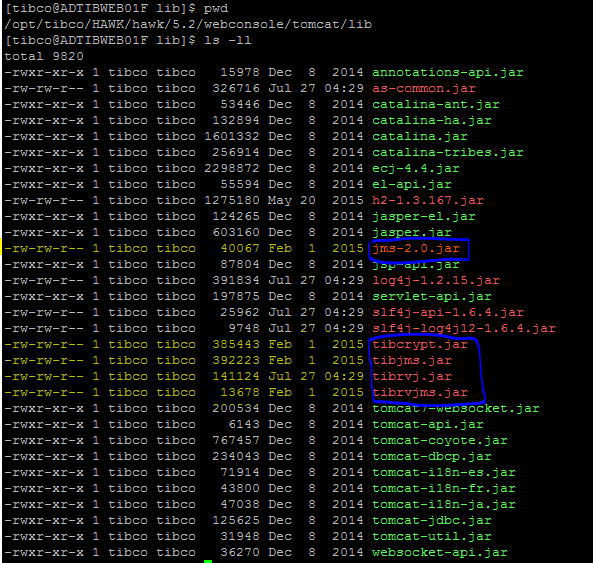 [tibco@ADTIBWEB01F lib]$ pwd
/opt/tibco/HAWK/hawk/5.2/webconsole/tomcat/lib
[tibco@ADTIBWEB01F lib]$ ls -ll
total 9820
-rwxr-xr-x 1 tibco tibco 15978 Dec 8 2014 annotations-api.jar
-rw-rw-r-- 1 tibco tibco 326716 Jul 27 04:29 as-common.jar
-rwxr-xr-x 1 tibco tibco 53446 Dec 8 2014 catalina-ant.jar
-rwxr-xr-x 1 tibco tibco 132894 Dec 8 2014 catalina-ha.jar
-rwxr-xr-x 1 tibco tibco 1601332 Dec 8 2014 catalina.jar
-rwxr-xr-x 1 tibco tibco 256914 Dec 8 2014 catalina-tribes.jar
-rwxr-xr-x 1 tibco tibco 2298872 Dec 8 2014 ecj-4.4.jar
-rwxr-xr-x 1 tibco tibco 55594 Dec 8 2014 el-api.jar
-rw-rw-r-- 1 tibco tibco 1275180 May 20 2015 h2-1.3.167.jar
-rwxr-xr-x 1 tibco tibco 124265 Dec 8 2014 jasper-el.jar
-rwxr-xr-x 1 tibco tibco 603160 Dec 8 2014 jasper.jar
-rw-rw-r-- 1 tibco tibco 40067 Feb 1 2015 jms-2.0.jar
-rwxr-xr-x 1 tibco tibco 87804 Dec 8 2014 jsp-api.jar
-rw-rw-r-- 1 tibco tibco 391834 Jul 27 04:29 log4j-1.2.15.jar
-rwxr-xr-x 1 tibco tibco 197875 Dec 8 2014 servlet-api.jar
-rw-rw-r-- 1 tibco tibco 25962 Jul 27 04:29 slf4j-api-1.6.4.jar
-rw-rw-r-- 1 tibco tibco 9748 Jul 27 04:29 slf4j-log4j12-1.6.4.jar
-rw-rw-r-- 1 tibco tibco 385443 Feb 1 2015 tibcrypt.jar
-rw-rw-r-- 1 tibco tibco 392223 Feb 1 2015 tibjms.jar
-rw-rw-r-- 1 tibco tibco 141124 Jul 27 04:29 tibrvj.jar
-rw-rw-r-- 1 tibco tibco 13678 Feb 1 2015 tibrvjms.jar
-rwxr-xr-x 1 tibco tibco 200534 Dec 8 2014 tomcat7-websocket.jar
-rwxr-xr-x 1 tibco tibco 6143 Dec 8 2014 tomcat-api.jar
-rwxr-xr-x 1 tibco tibco 767457 Dec 8 2014 tomcat-coyote.jar
-rwxr-xr-x 1 tibco tibco 234043 Dec 8 2014 tomcat-dbcp.jar
-rwxr-xr-x 1 tibco tibco 71914 Dec 8 2014 tomcat-i18n-es.jar
-rwxr-xr-x 1 tibco tibco 43800 Dec 8 2014 tomcat-i18n-fr.jar
-rwxr-xr-x 1 tibco tibco 47038 Dec 8 2014 tomcat-i18n-ja.jar
-rwxr-xr-x 1 tibco tibco 125625 Dec 8 2014 tomcat-jdbc.jar
-rwxr-xr-x 1 tibco tibco 31948 Dec 8 2014 tomcat-util.jar
-rwxr-xr-x 1 tibco tibco 36270 Dec 8 2014 websocket-api.jar